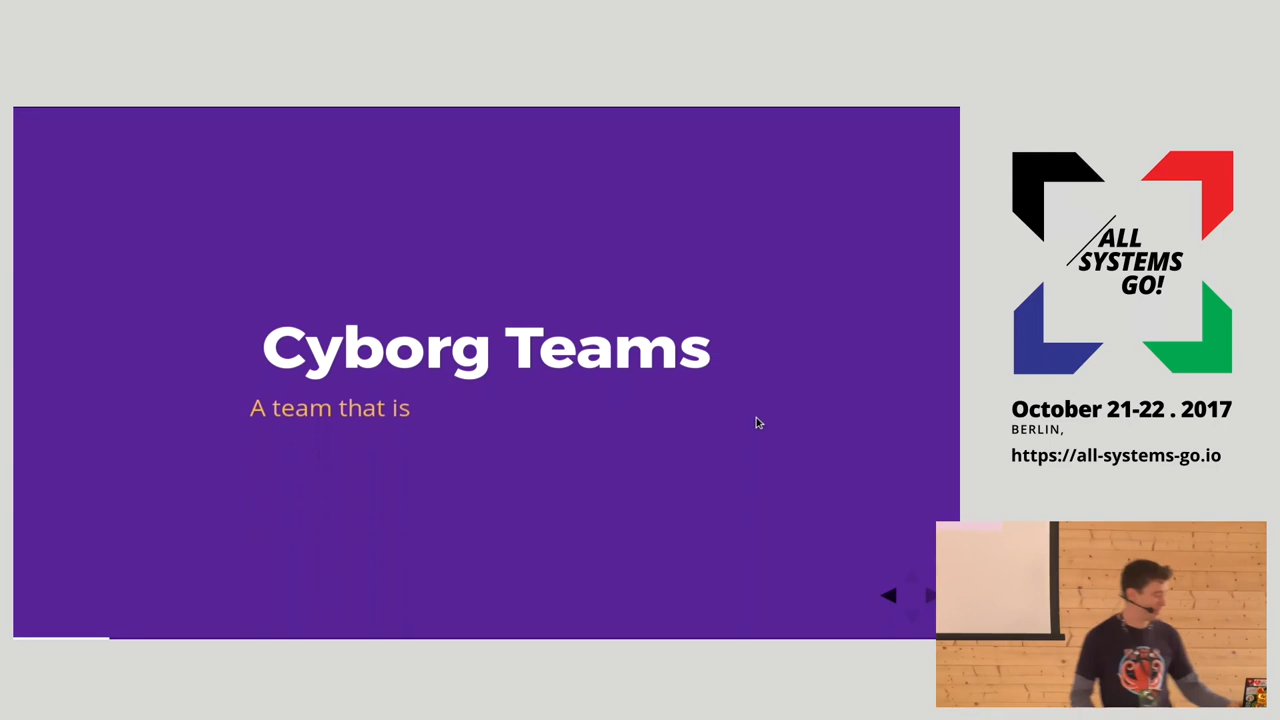 Cyborg Teams
A team that is
ALL
SYSTEMS
GO!
October 21-22 . 2017
BERLIN,
https://all-systems-go.io